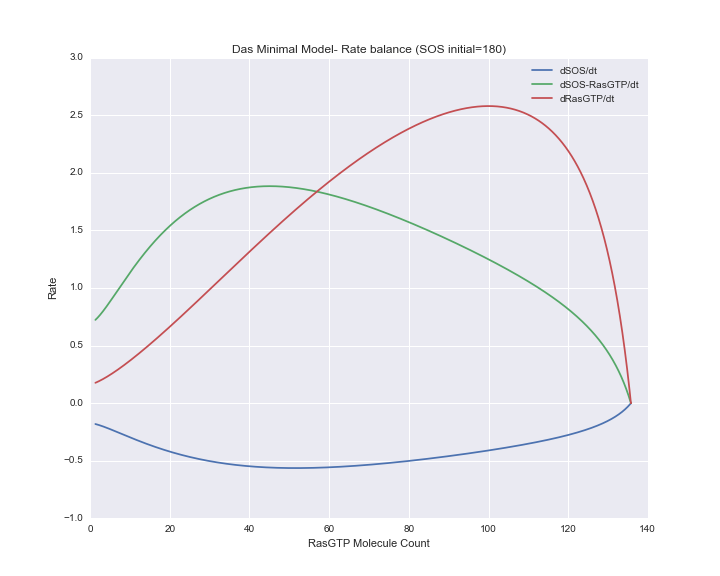 Das Minimal Model- Rate balance (SOS initial=180)
3.0
2.5
2.0
1.5
1.0
0.5
0.0
−0.5
−1.0
Rate
dSOS/dt
dSOS-RasGTP/dt
dRasGTP/dt
0 20 40 60 80 100 120 140
RasGTP Molecule Count